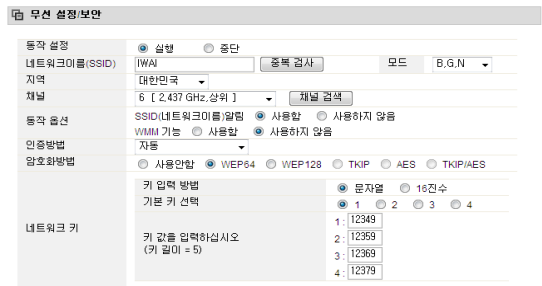 무선 설정/보안
동작 설정 실행 중단
네트워크이름(SSID) IWAI 중복 검사 모드 B,G,N
지역 대한민국
채널 6 [ 2,437 GHz,상위 ] 채널 검색
동작 옵션
SSID(네트워크이름)알림 사용함 사용하지 않음
WMM 기능 사용함 사용하지 않음
인증방법 자동
암호화방법 사용안함 WEP64 WEP128 TKIP AES TKIP/AES
네트워크 키
키 입력 방법 문자열 16진수
기본 키 선택 1 2 3 4
키 값을 입력하십시오
(키 길이 = 5)
1 : 12349
2 : 12359
3 : 12369
4 : 12379